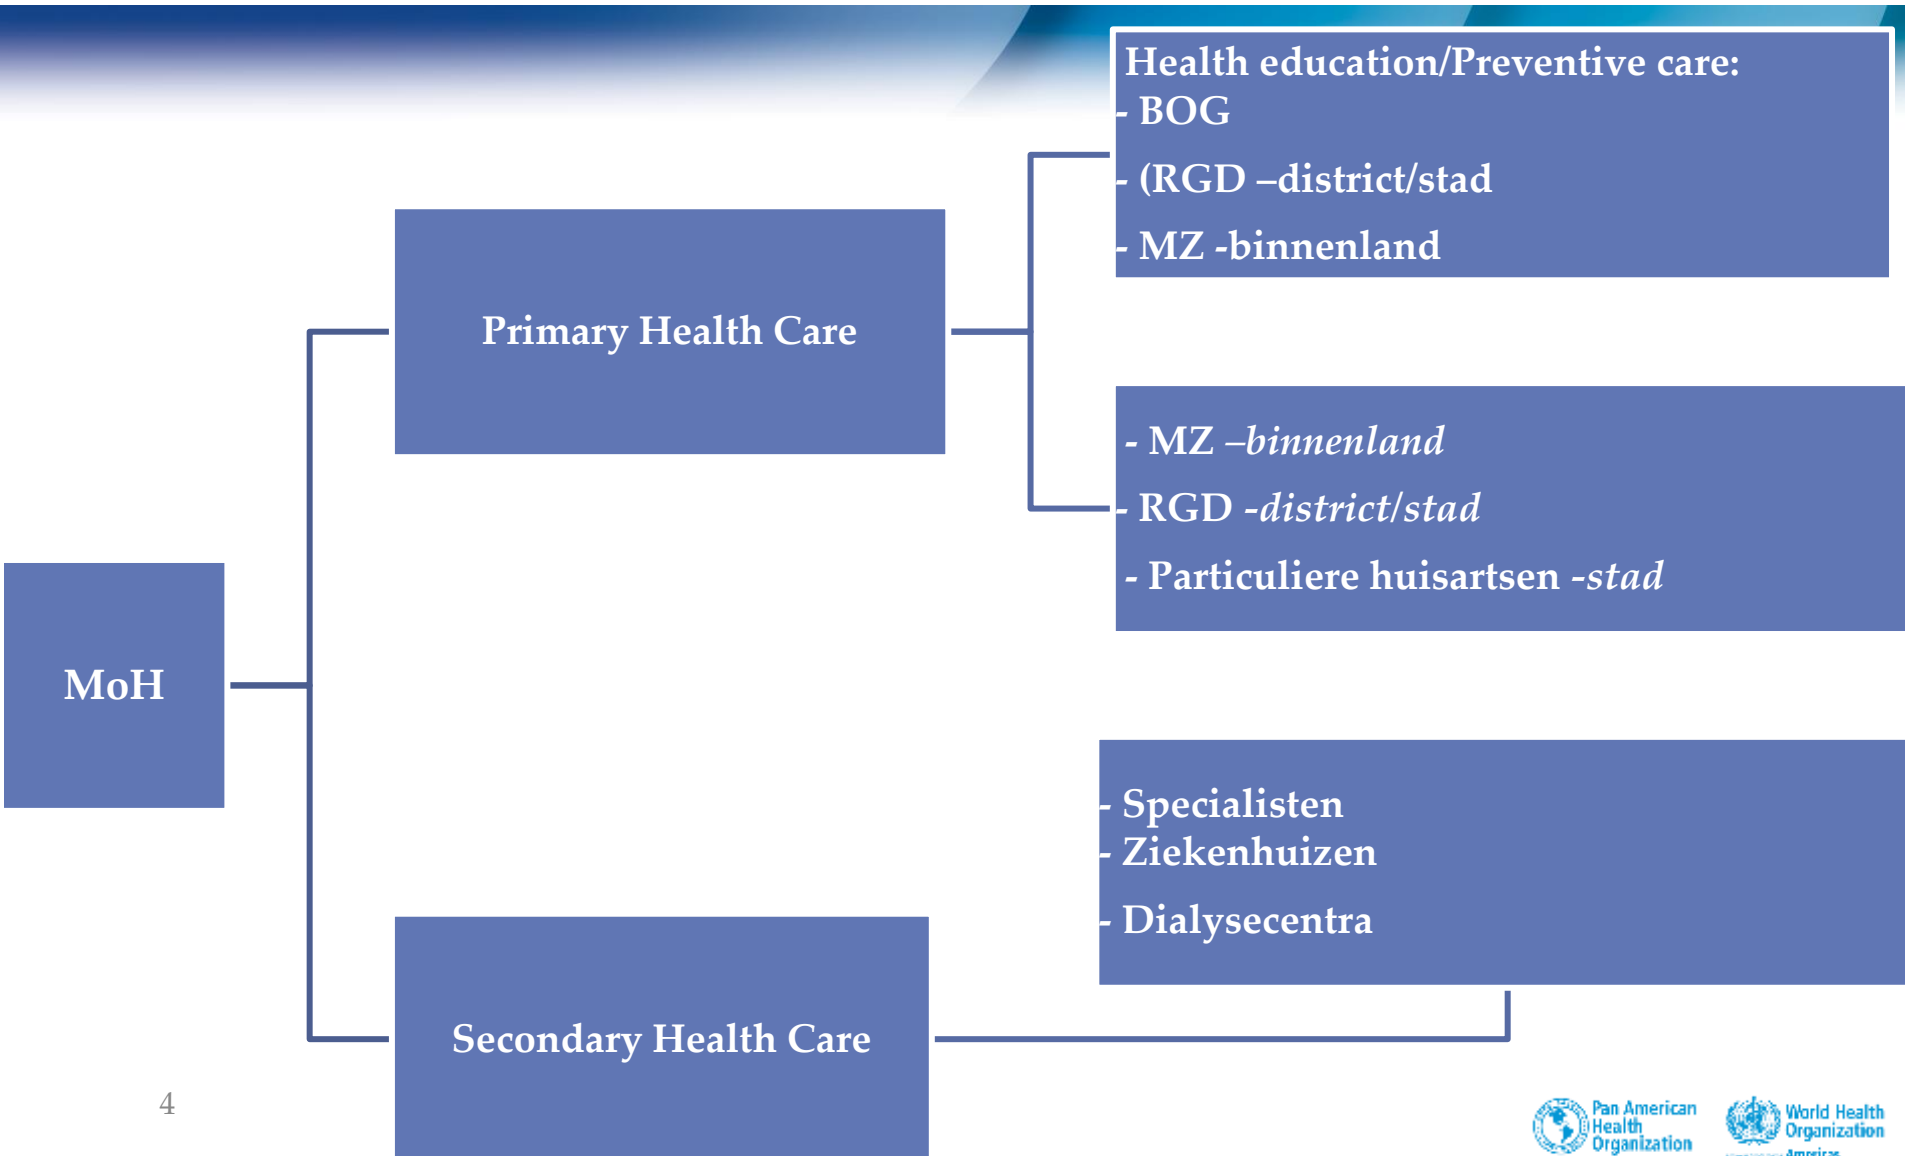 Health education/Preventive care:
- BOG
- (RGD –district/stad
- MZ -binnenland
Primary Health Care
- MZ –binnenland
- RGD -district/stad
- Particuliere huisartsen -stad
MoH
- Specialisten
- Ziekenhuizen
- Dialysecentra
Secondary Health Care
4
Pan American
Health
Organization
World Health
Organization
Americas